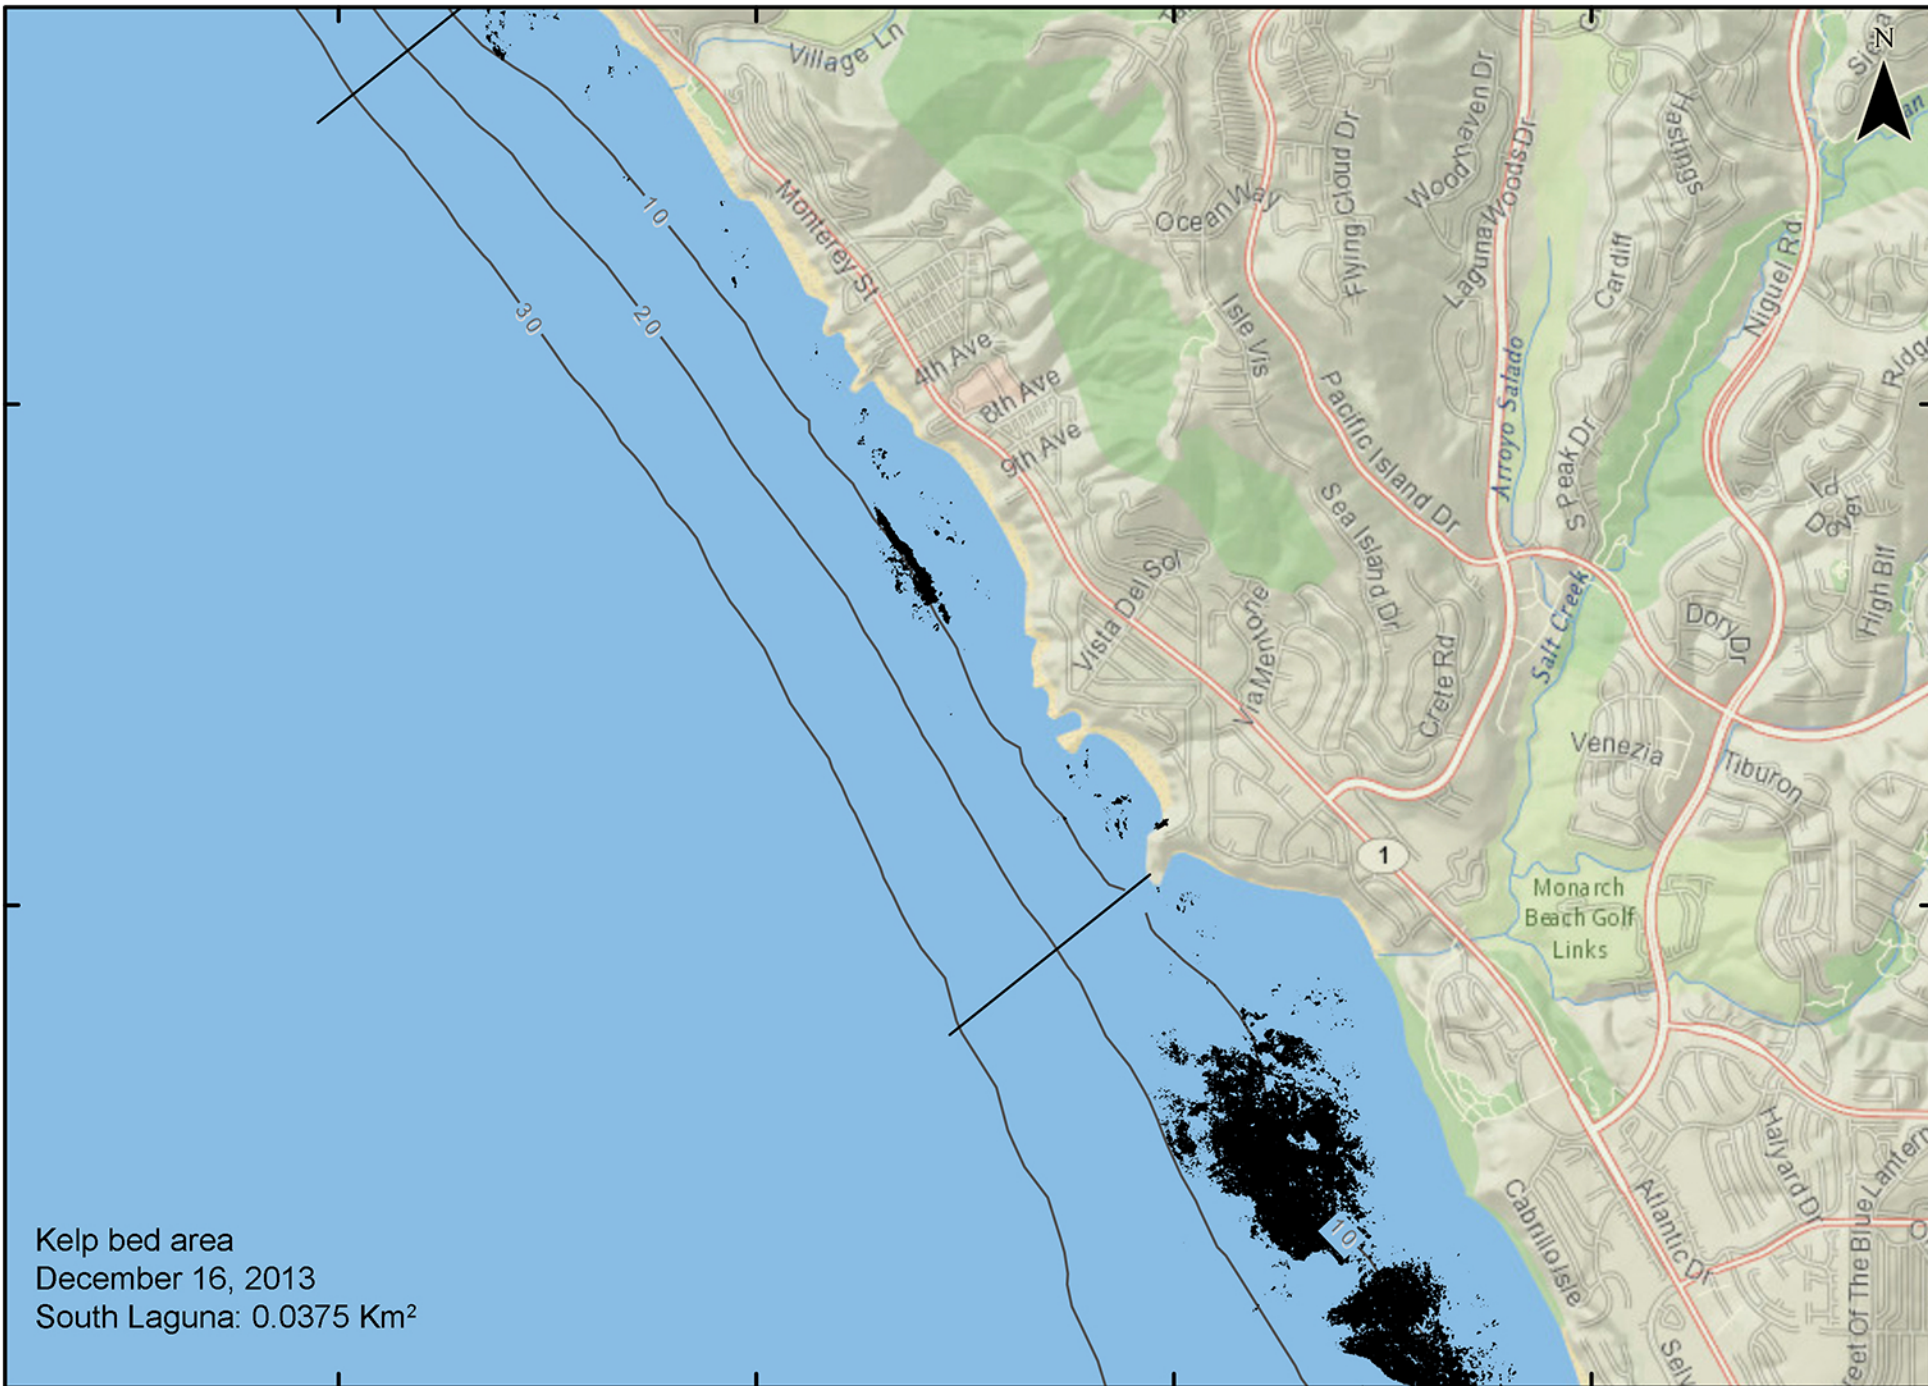 Village Ln
N
Monterey St
Ocean Way
Flying Cloud Dr
Woodhaven Dr
Laguna Woods Dr
Hastings
Cardiff
Niguel Rd
10
20
30
4th Ave
8th Ave
9th Ave
Isle Vis
Pacific Island Dr
Arroyo Salado
S Peak Dr
Dover
Sea Island Dr
High Blf
Vista Del Sol
Via Mentone
Crete Rd
Salt Creek
Dory Dr
Venezia
Tiburon
1
Monarch
Beach Golf
Links
Halyard Dr
Atlantic Dr
Cabrillo Isle
10
Kelp bed area
December 16, 2013
South Laguna: 0.0375 Km²